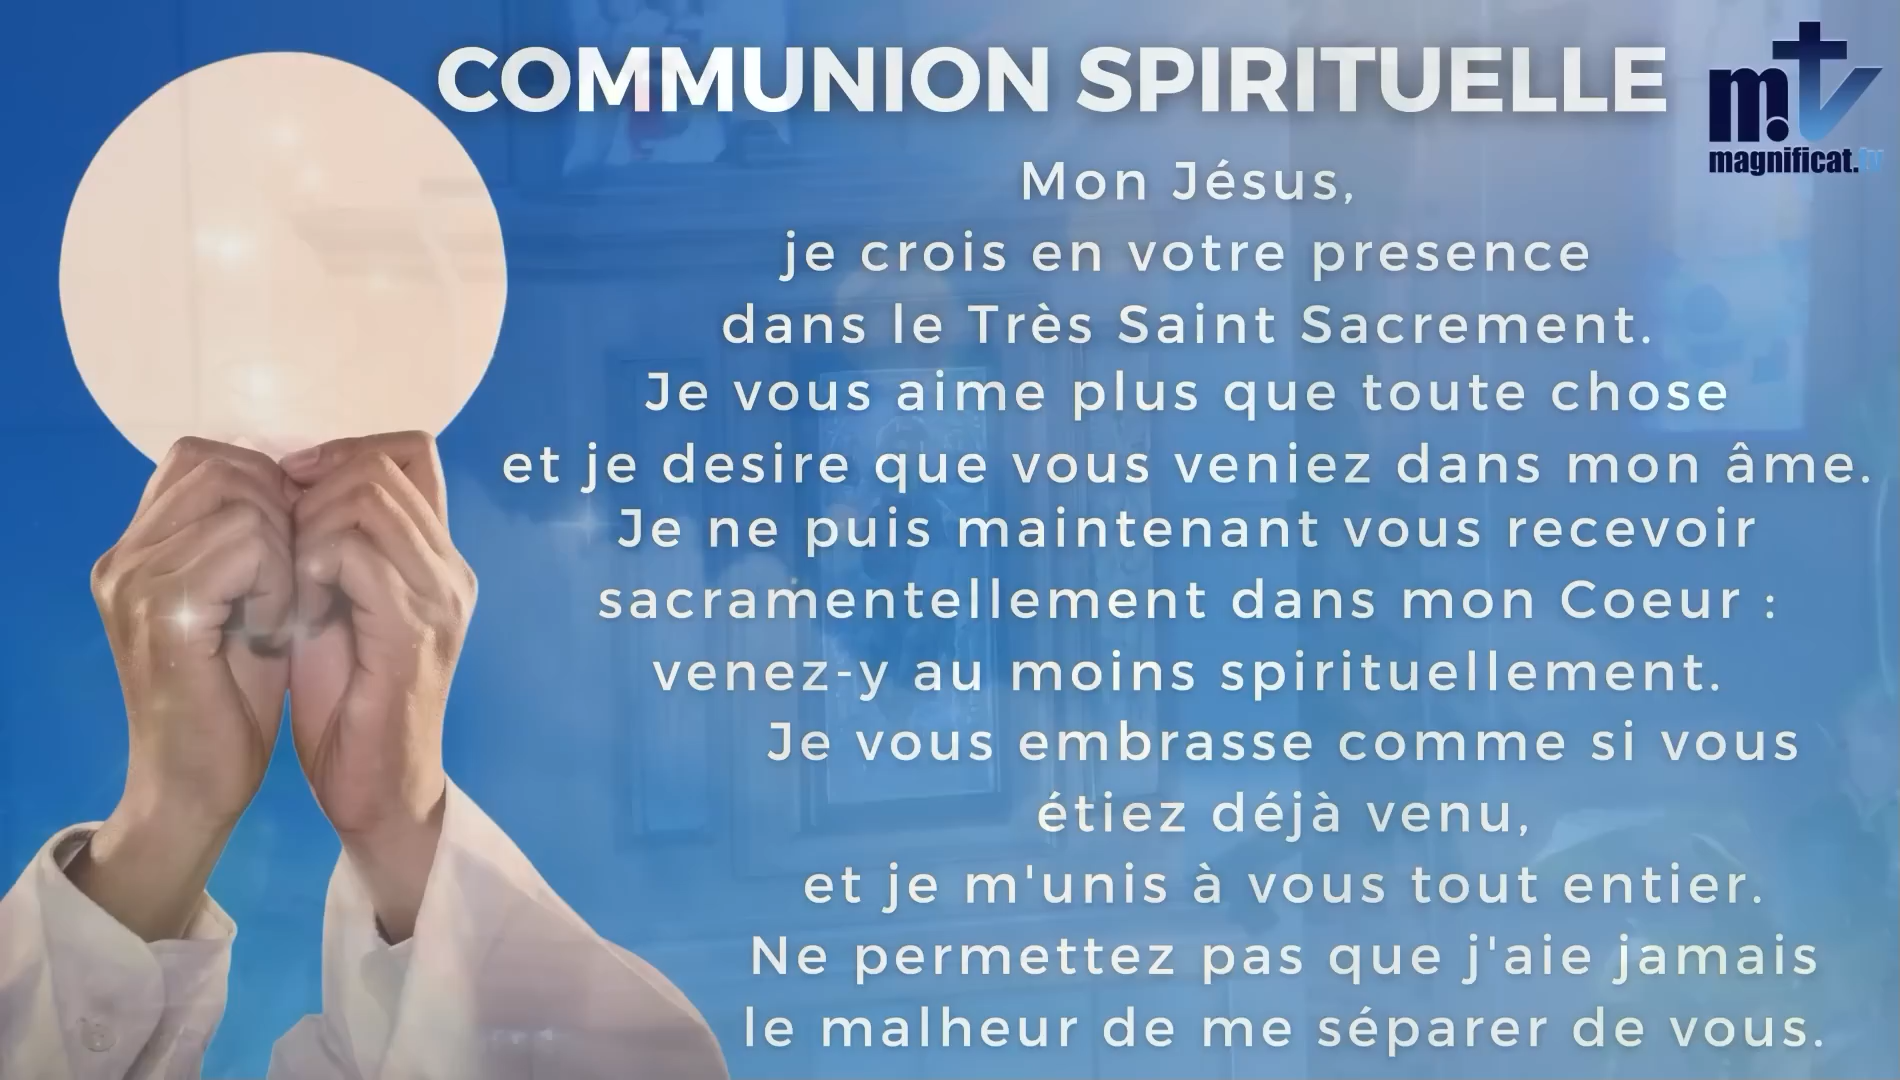 COMMUNION SPIRITUELLE
mtv
magnificat.tv
Mon Jésus,
je crois en votre presence
dans le Très Saint Sacrement.
Je vous aime plus que toute chose
et je desire que vous veniez dans mon âme.
Je ne puis maintenant vous recevoir
sacramentellement dans mon Coeur :
venez-y au moins spirituellement.
Je vous embrasse comme si vous
étiez déjà venu,
et je m'unis à vous tout entier.
Ne permettez pas que j'aie jamais
le malheur de me séparer de vous.